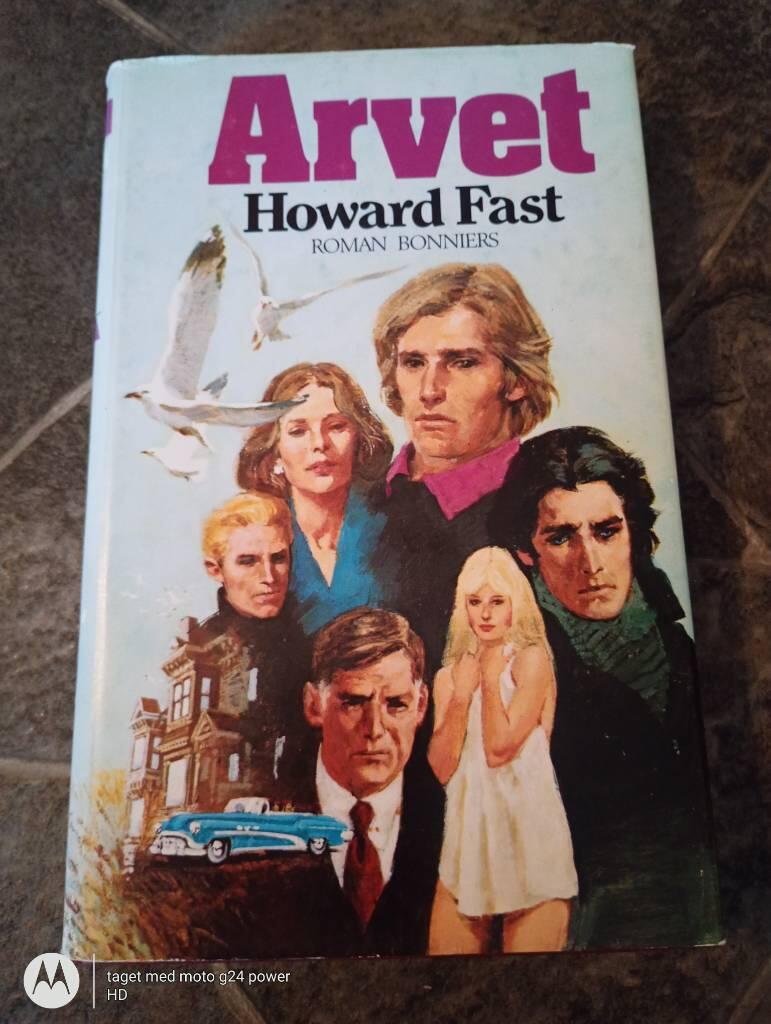 Arvet
Howard Fast
ROMAN BONNIERS
taget med moto g24 power
HD